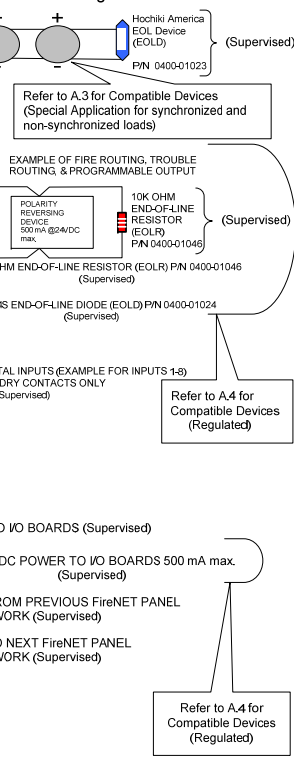 + +
Hochiki America
EOL Device
(EOLD)
(Supervised)
P/N 0400-01023
- -
Refer to A.3 for Compatible Devices
(Special Application for synchronized and
non-synchronized loads)
EXAMPLE OF FIRE ROUTING, TROUBLE
ROUTING, & PROGRAMMABLE OUTPUT
POLARITY
REVERSING
DEVICE
500 mA @24VDC
max.
10K OHM
END-OF-LINE
RESISTOR
(EOLR)
P/N 0400-01046
(Supervised)
HM END-OF-LINE RESISTOR (EOLR) P/N 0400-01046
(Supervised)
4S END-OF-LINE DIODE (EOLD) P/N 0400-01024
(Supervised)
TAL INPUTS (EXAMPLE FOR INPUTS 1-8)
DRY CONTACTS ONLY
Supervised)
Refer to A.4 for
Compatible Devices
(Regulated)
O I/O BOARDS (Supervised)
DC POWER TO I/O BOARDS 500 mA max.
(Supervised)
ROM PREVIOUS FireNET PANEL
WORK (Supervised)
O NEXT FireNET PANEL
WORK (Supervised)
Refer to A.4 for
Compatible Devices
(Regulated)